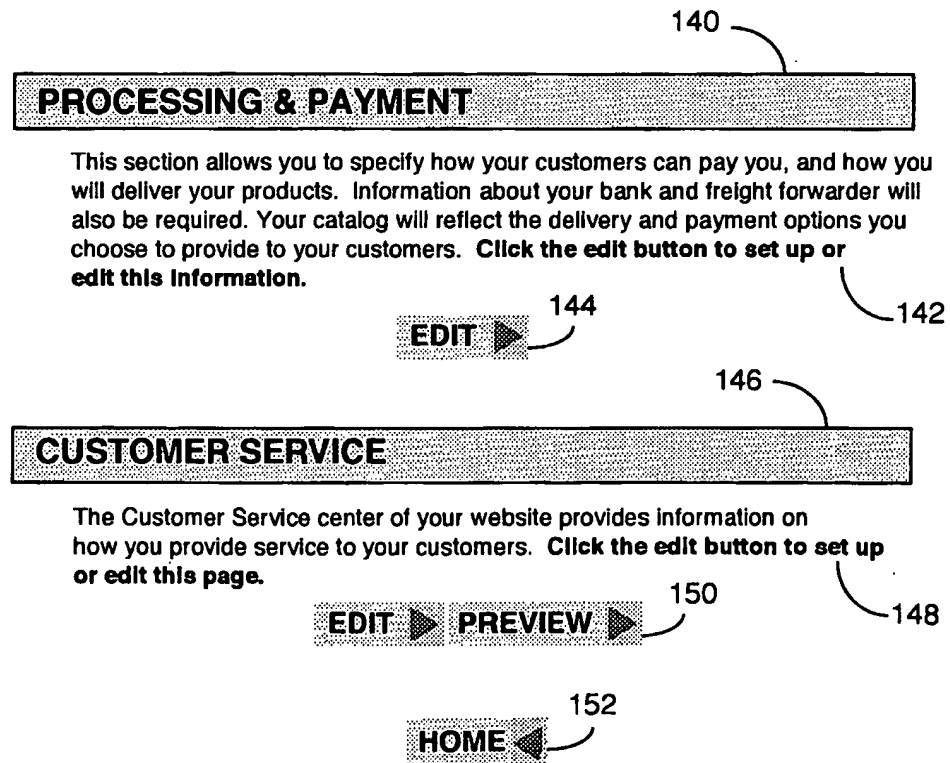 140
PROCESSING & PAYMENT
This section allows you to specify how your customers can pay you, and how you
will deliver your products. Information about your bank and freight forwarder will
also be required. Your catalog will reflect the delivery and payment options you
choose to provide to your customers. Click the edit button to set up or
edit this information.
142
144
EDIT
146
CUSTOMER SERVICE
The Customer Service center of your website provides information on
how you provide service to your customers. Click the edit button to set up
or edit this page.
148
150
EDIT PREVIEW
152
HOME